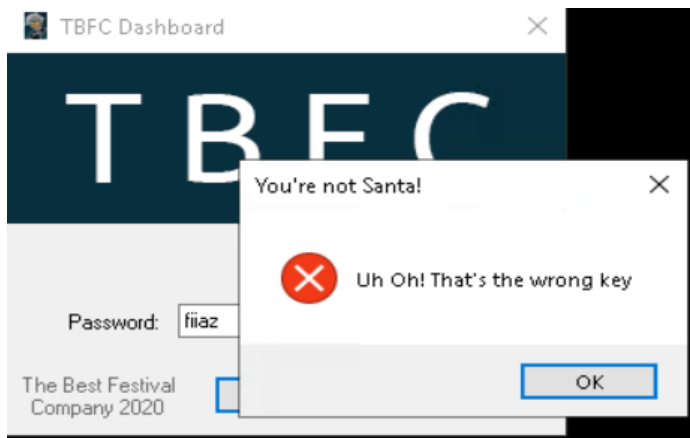 TBFC Dashboard
T B F C
You're not Santa!
Uh Oh! That's the wrong key
Password: fiiaz
OK
The Best Festival
Company 2020